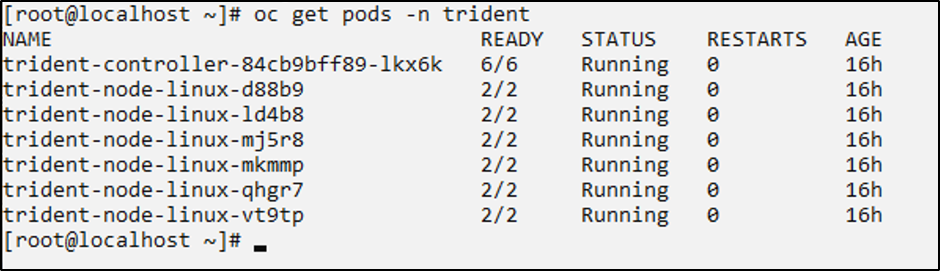 [root@localhost ~]# oc get pods -n trident
NAME READY STATUS RESTARTS AGE
trident-controller-84cb9bff89-lkx6k 6/6 Running 0 16h
trident-node-linux-d88b9 2/2 Running 0 16h
trident-node-linux-ld4b8 2/2 Running 0 16h
trident-node-linux-mj5r8 2/2 Running 0 16h
trident-node-linux-mkmmp 2/2 Running 0 16h
trident-node-linux-qhgr7 2/2 Running 0 16h
trident-node-linux-vt9tp 2/2 Running 0 16h
[root@localhost ~]#